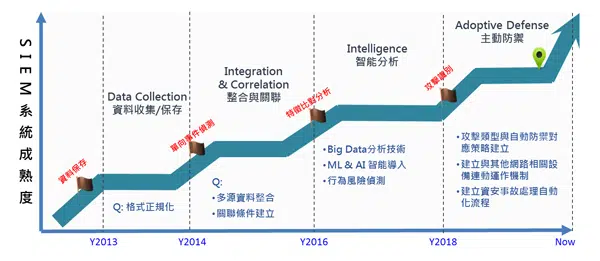 SIEM系統成熟度
Data Collection
資料收集/保存
Integration
& Correlation
整合與關聯
Intelligence
智能分析
Adoptive Defense
主動防禦
資料保存
單向事件偵測
特徵比對分析
攻擊識別
Q: 格式正規化
Q:
•多源資料整合
•關聯條件建立
•Big Data分析技術
•ML & AI 智能導入
•行為風險偵測
•攻擊類型與自動防禦對
應策略建立
•建立與其他網路相關設
備連動運作機制
•建立資安事故處理自動
化流程
Y2013
Y2014
Y2016
Y2018
Now